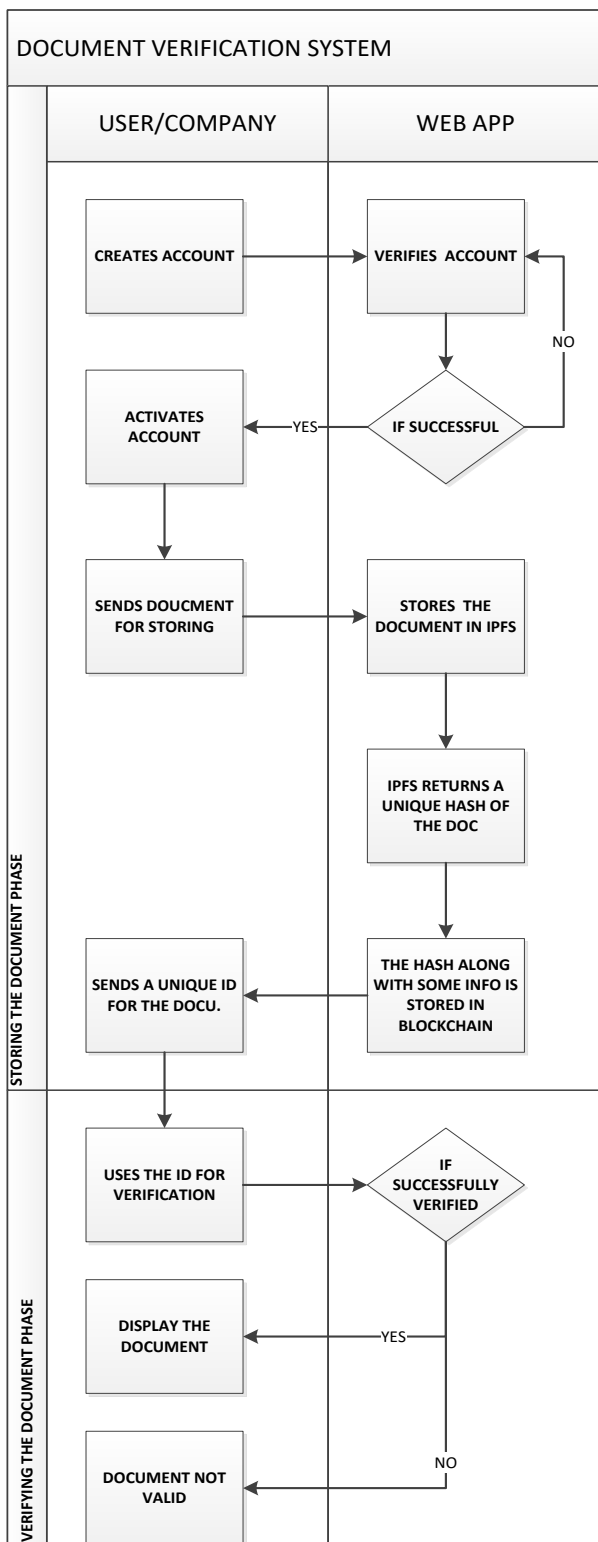 DOCUMENT VERIFICATION SYSTEM
USER/COMPANY
WEB APP
STORING THE DOCUMENT PHASE
CREATES ACCOUNT
VERIFIES ACCOUNT
NO
ACTIVATES
ACCOUNT
YES
IF SUCCESSFUL
SENDS DOUCMENT
FOR STORING
STORES THE
DOCUMENT IN IPFS
IPFS RETURNS A
UNIQUE HASH OF
THE DOC
SENDS A UNIQUE ID
FOR THE DOCU.
THE HASH ALONG
WITH SOME INFO IS
STORED IN
BLOCKCHAIN
VERIFYING THE DOCUMENT PHASE
USES THE ID FOR
VERIFICATION
IF
SUCCESSFULLY
VERIFIED
DISPLAY THE
DOCUMENT
YES
DOCUMENT NOT
VALID
NO